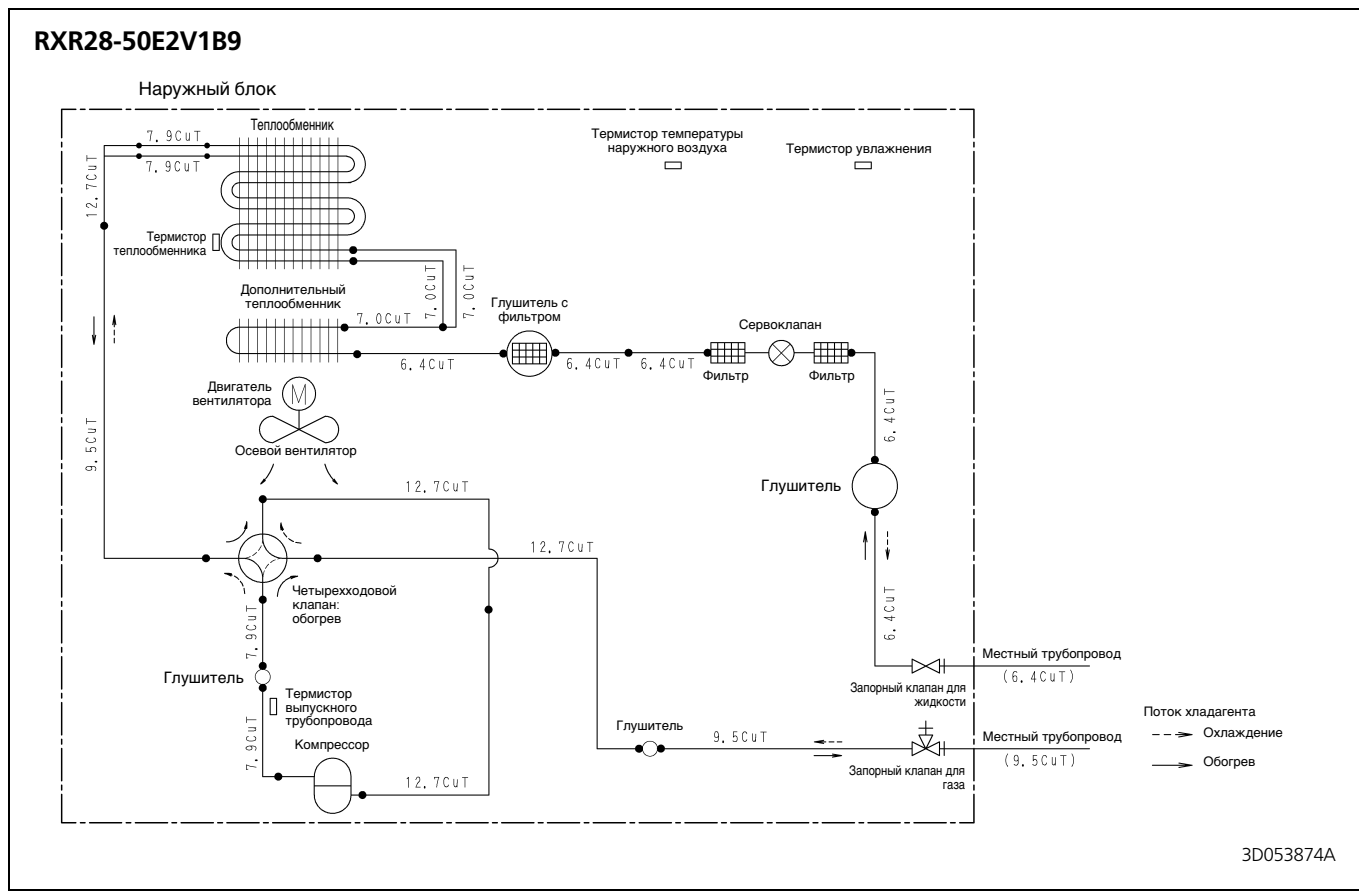 RXR28-50E2V1B9
Наружный блок
Теплообменник
7.9CuT
7.9CuT
12.7CuT
Термистор температуры
наружного воздуха
Термистор увлажнения
Термистор
теплообменника
7.0CuT
7.0CuT
Дополнительный
теплообменник
7.0CuT
6.4CuT
Глушитель с
фильтром
6.4CuT
6.4CuT
Фильтр
Сервоклапан
Фильтр
6.4CuT
Двигатель
вентилятора
M
Осевой вентилятор
9.5CuT
Глушитель
12.7CuT
12.7CuT
Четырехходовой
клапан:
обогрев
7.9CuT
6.4CuT
Глушитель
Термистор
выпускного
трубопровода
7.9CuT
Компрессор
12.7CuT
Глушитель
9.5CuT
Местный трубопровод
(6.4CuT)
Запорный клапан для
жидкости
Местный трубопровод
(9.5CuT)
Запорный клапан для
газа
Поток хладагента
Охлаждение
Обогрев
3D053874A